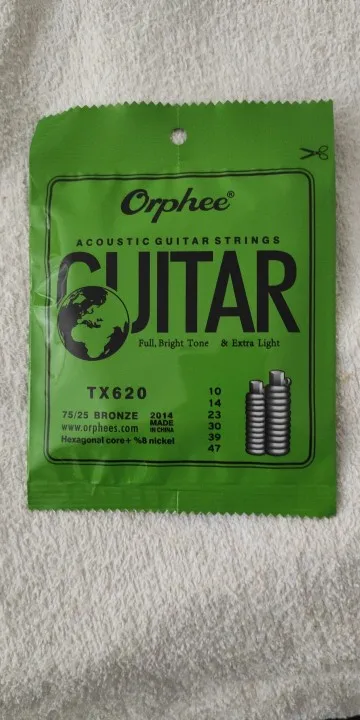 Orphee®
ACOUSTIC GUITAR STRINGS
GUITAR
Full, Bright Tone & Extra Light
TX620
75/25 BRONZE
www.orphees.com
Hexagonal core+ %8 nickel
2014
MADE
IN CHINA
10
14
23
30
39
47